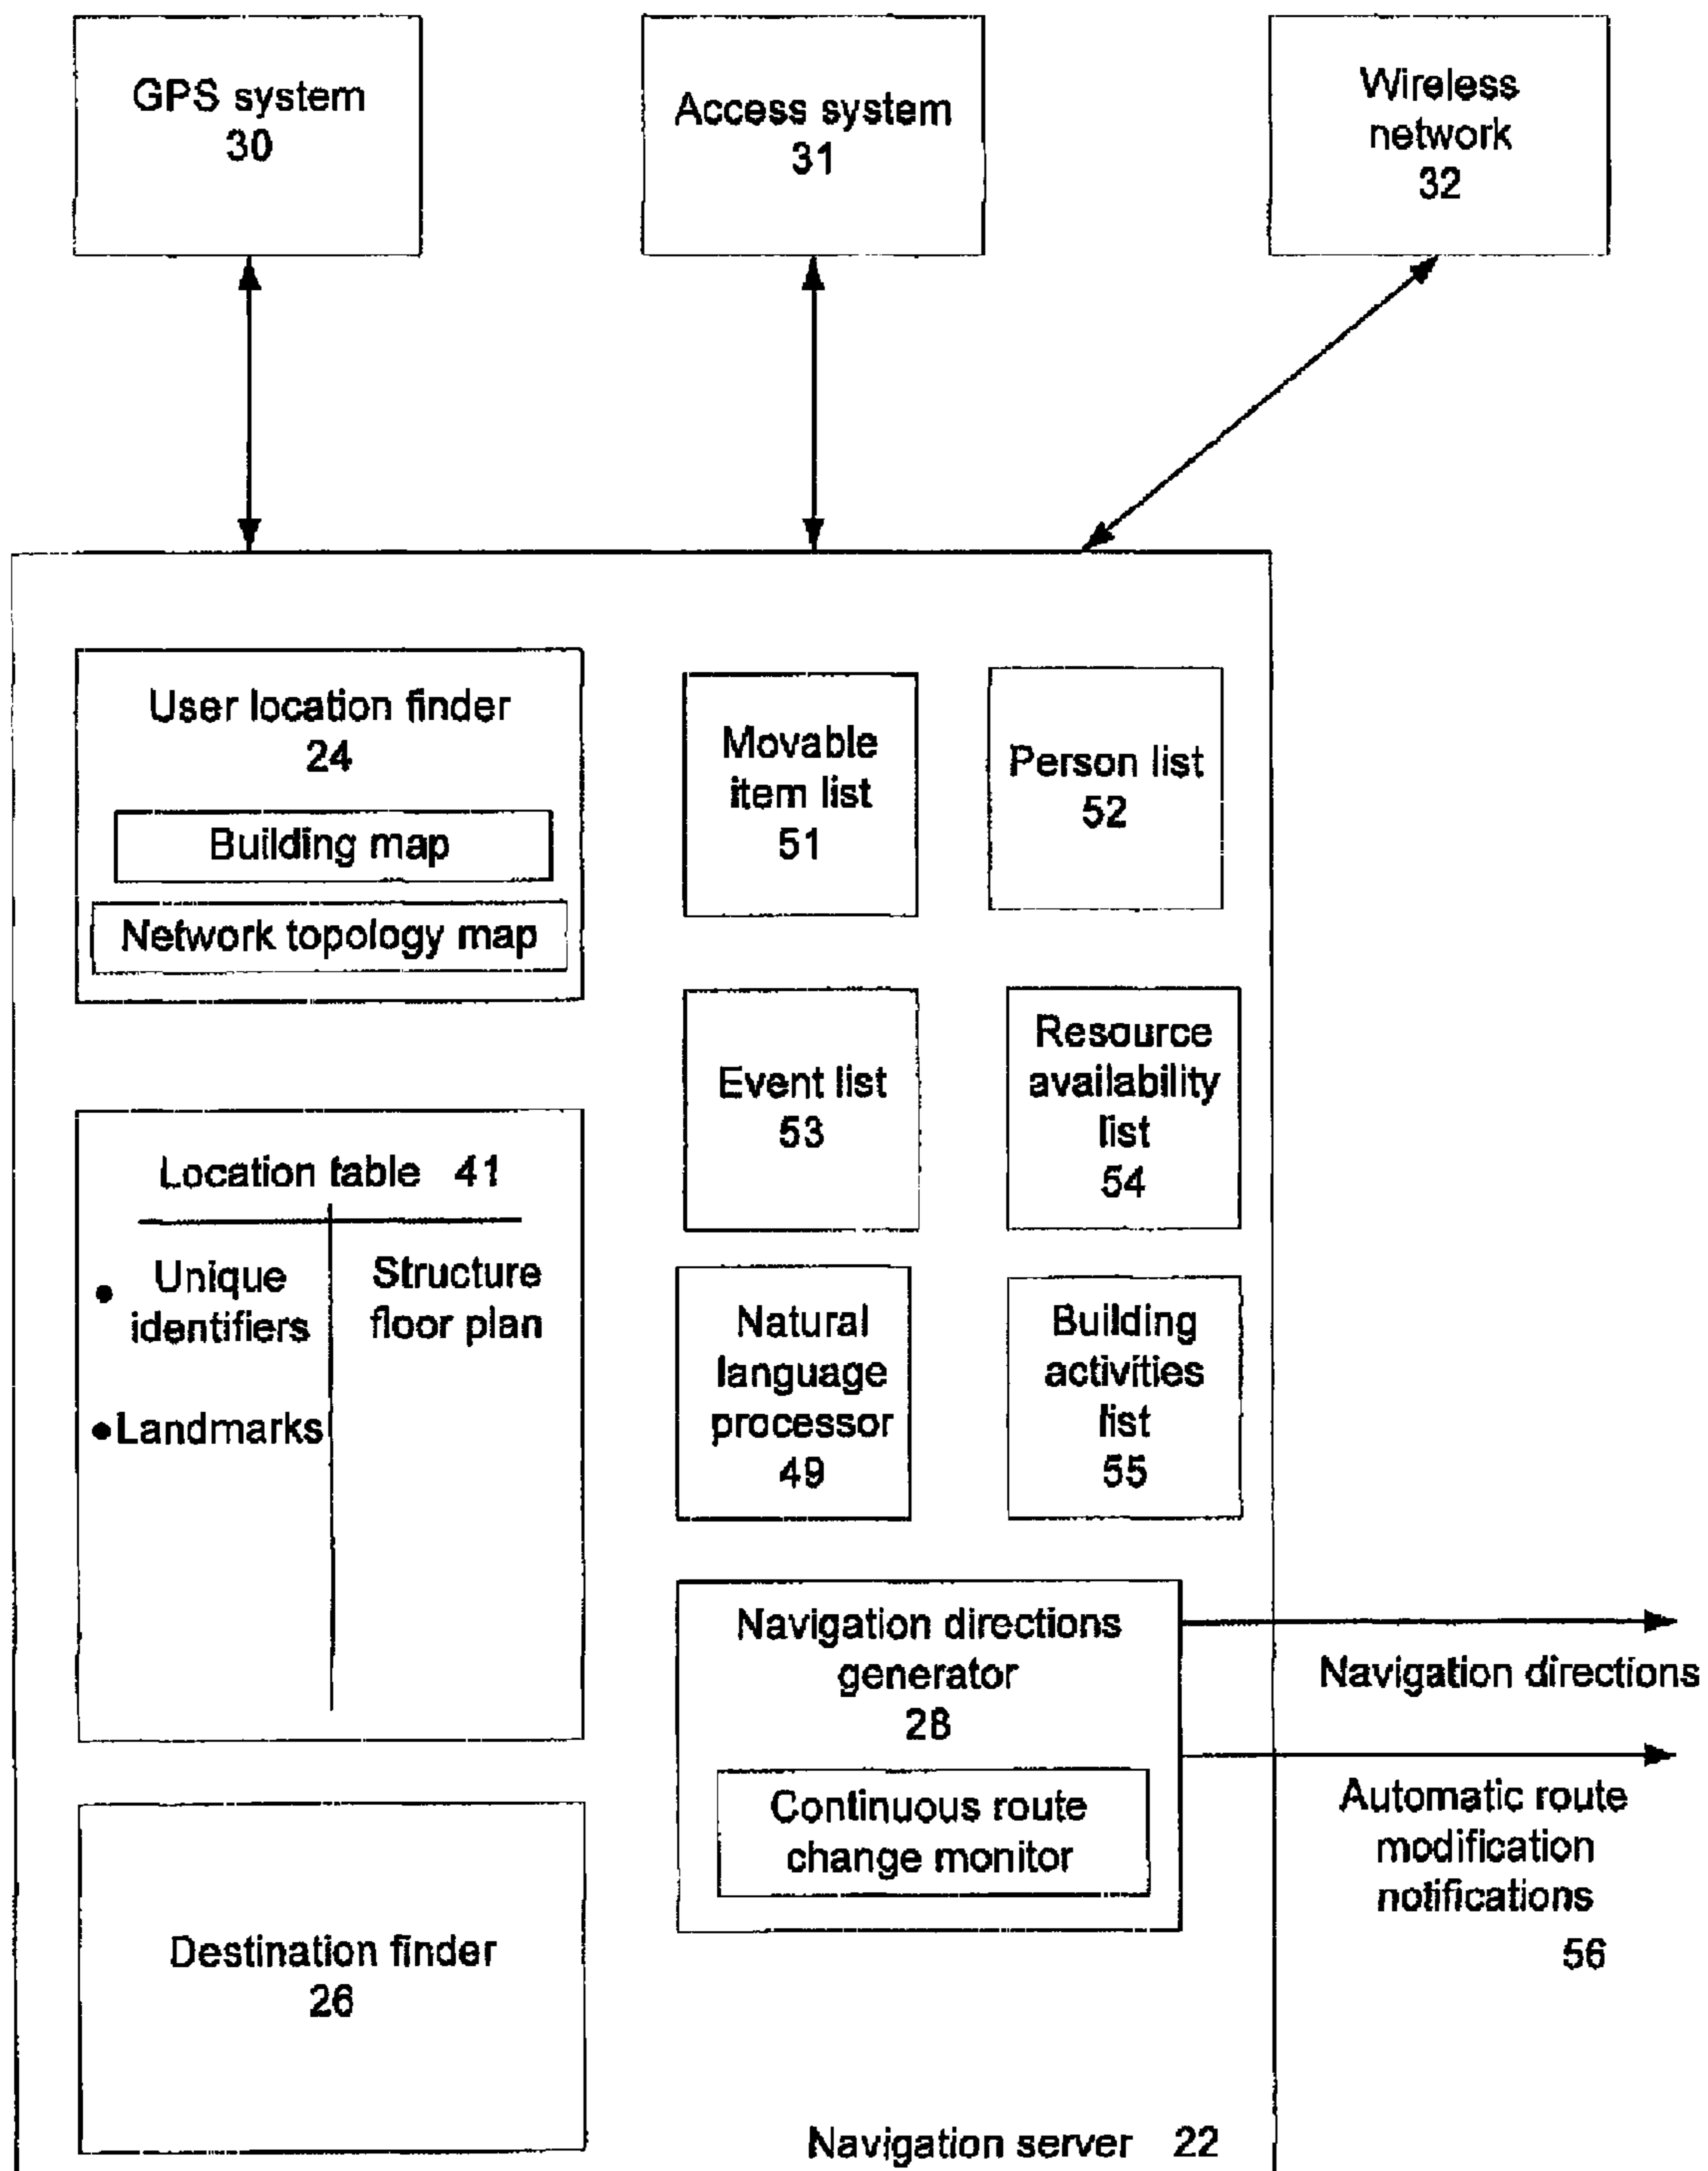 GPS system
30
Access system
31
Wireless
network
32
User location finder
24
Building map
Network topology map
Movable
item list
51
Person list
52
Event list
53
Resource
availability
list
54
Location table 41
• Unique
identifiers
Structure
floor plan
•Landmarks
Natural
language
processor
49
Building
activities
list
55
Navigation directions
generator
28
Continuous route
change monitor
Navigation directions
Automatic route
modification
notifications
56
Destination finder
26
Navigation server 22